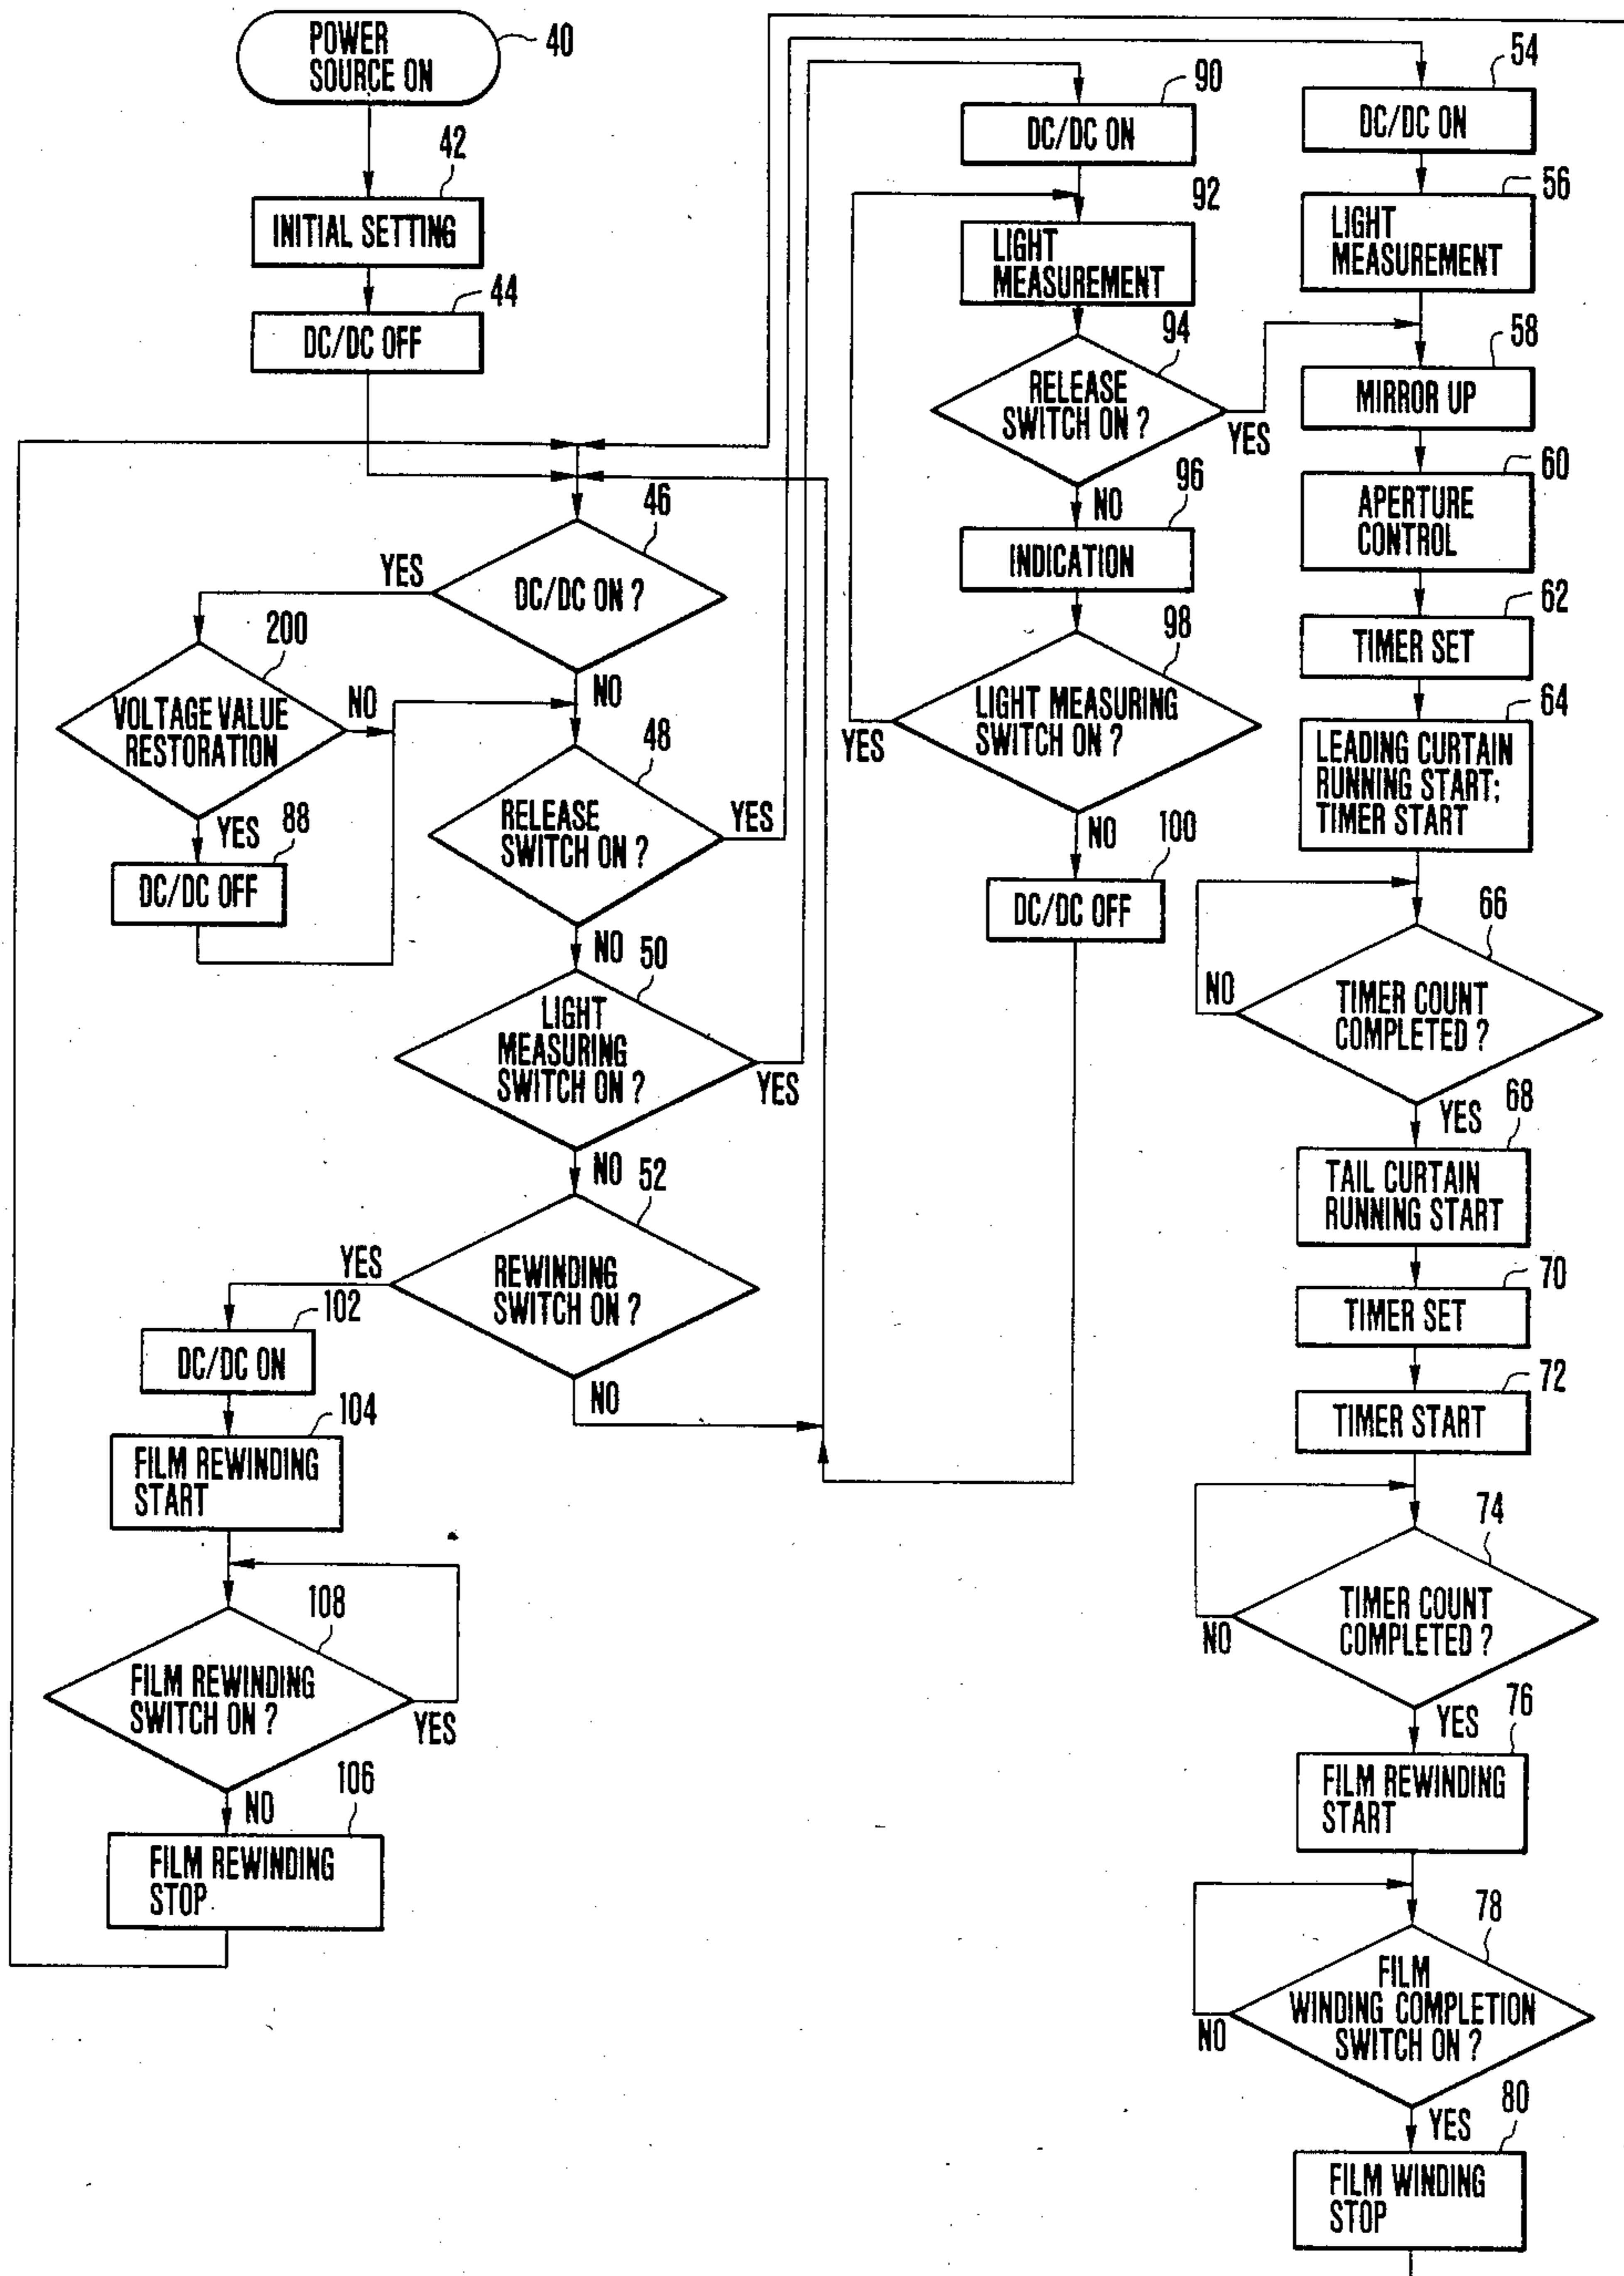 POWER
SOURCE ON
40
42
INITIAL SETTING
44
DC/DC OFF
46
YES
DC/DC ON ?
NO
200
VOLTAGE VALUE
RESTORATION
NO
YES
88
DC/DC OFF
48
RELEASE
SWITCH ON ?
YES
NO
50
LIGHT
MEASURING
SWITCH ON ?
YES
NO
52
YES
REWINDING
SWITCH ON ?
NO
102
DC/DC ON
104
FILM REWINDING
START
108
FILM REWINDING
SWITCH ON ?
YES
NO
106
FILM REWINDING
STOP
90
DC/DC ON
92
LIGHT
MEASUREMENT
94
RELEASE
SWITCH ON ?
YES
NO
96
INDICATION
98
LIGHT MEASURING
SWITCH ON ?
YES
NO
100
DC/DC OFF
54
DC/DC ON
56
LIGHT
MEASUREMENT
58
MIRROR UP
60
APERTURE
CONTROL
62
TIMER SET
64
LEADING CURTAIN
RUNNING START;
TIMER START
66
NO
TIMER COUNT
COMPLETED ?
YES
68
TAIL CURTAIN
RUNNING START
70
TIMER SET
72
TIMER START
74
TIMER COUNT
COMPLETED ?
NO
YES
76
FILM REWINDING
START
78
FILM
WINDING COMPLETION
SWITCH ON ?
NO
YES
80
FILM WINDING
STOP